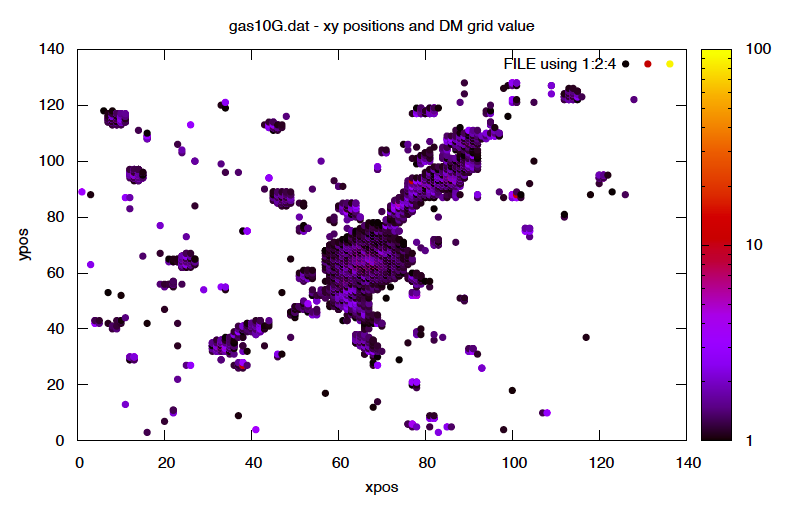 gas10G.dat - xy positions and DM grid value
FILE using 1:2:4
140
120
100
80
60
40
20
0
ypos
0 20 40 60 80 100 120 140
xpos
100
10
1